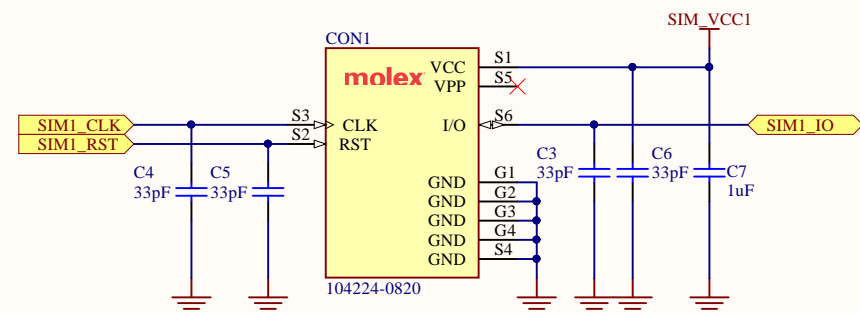 SIM_VCC1
CON1
molex
VCC
S1
VPP
S5
SIM1_CLK
S3
CLK
I/O
S6
SIM1_IO
SIM1_RST
S2
RST
C4
33pF
C5
33pF
C3
33pF
C6
33pF
C7
1uF
GND
G1
GND
G2
GND
G3
GND
G4
GND
S4
104224-0820